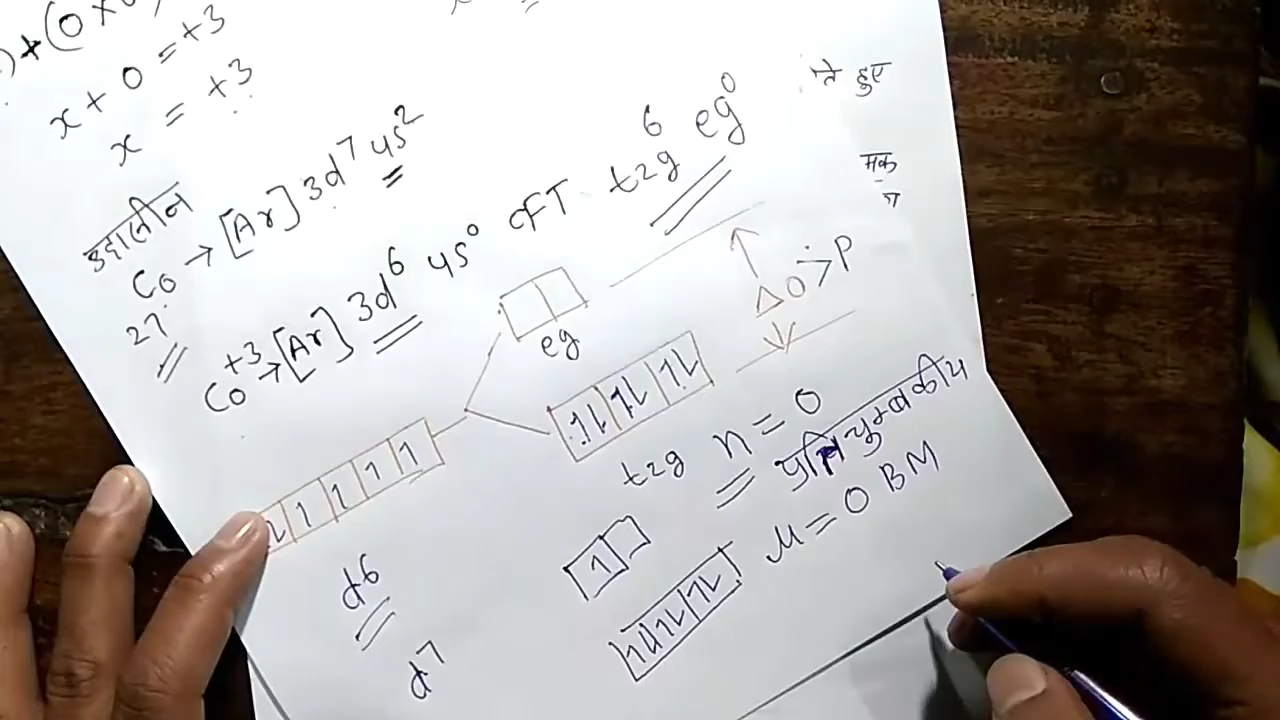 x + 0 = +3
x = +3
उदासीन
Co → [Ar] 3d⁷ 4s²
27
Co⁺³ → [Ar] 3d⁶ 4s⁰ CFT t2g⁶ eg⁰
ते हुए
मक
न
eg
Δo > P
t2g n = 0
प्रतिचुम्बकीय
μ = 0 BM
d6
d7